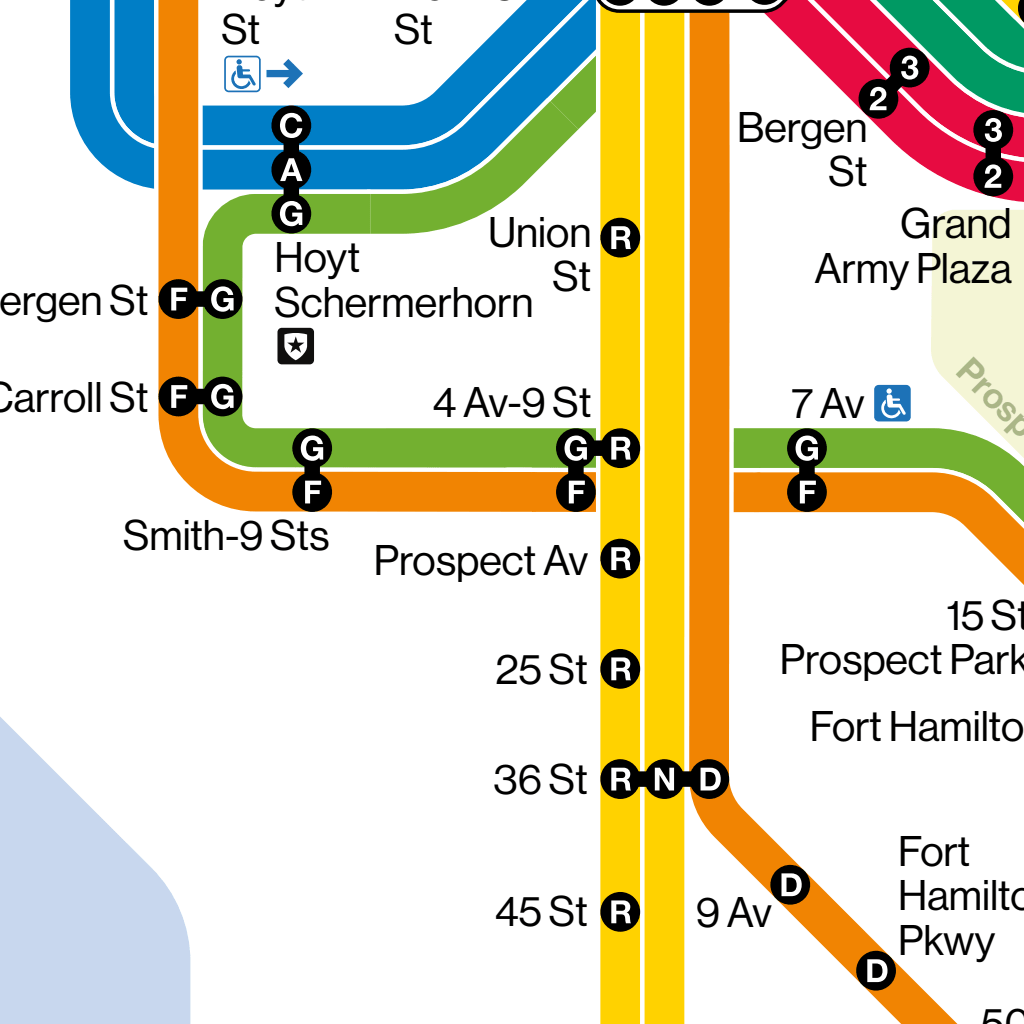 St
St
C
A
G
Hoyt
Schermerhorn
3
2
Bergen
St
3
2
Grand
Army Plaza
Union
St
R
ergen St
F G
Carroll St
F G
4 Av-9 St
7 Av
Prosp
G
F
Smith-9 Sts
G R
F
G
F
Prospect Av
R
15 St
Prospect Park
25 St
R
Fort Hamilto
36 St
R N D
Fort
Hamilto
Pkwy
45 St
R
9 Av
D
D
50